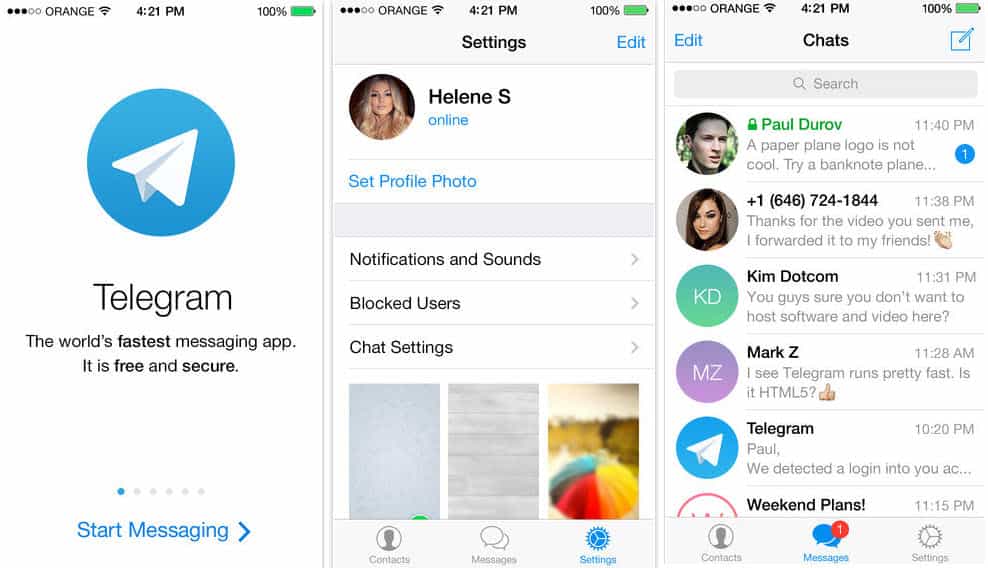 ORANGE 4:21 PM 100%
Telegram
The world's fastest messaging app.
It is free and secure.
Start Messaging
ORANGE 4:21 PM 100%
Settings Edit
Helene S
online
Set Profile Photo
Notifications and Sounds
Blocked Users
Chat Settings
Contacts Messages Settings
ORANGE 4:21 PM 100%
Edit Chats
Search
Paul Durov 11:40 PM
A paper plane logo is not
cool. Try a banknote plane... 1
+1 (646) 724-1844 11:38 PM
Thanks for the video you sent me,
I forwarded it to my friends!👏
KD
Kim Dotcom 11:31 PM
You guys sure you don't want to
host software and video here?
MZ
Mark Z 11:28 AM
I see Telegram runs pretty fast. Is
it HTML5?👍
Telegram 10:20 PM
Paul,
We detected a login into you ac...
Weekend Plans! 11:15 PM
1
Contacts Messages Settings